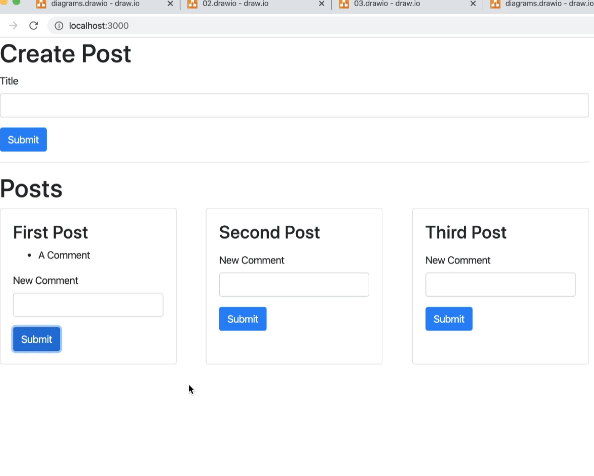 diagrams.drawio - draw.io
02.drawio - draw.io
03.drawio - draw.io
diagrams.drawio - draw.io
localhost:3000
Create Post
Title
Submit
Posts
First Post
A Comment
New Comment
Submit
Second Post
New Comment
Submit
Third Post
New Comment
Submit